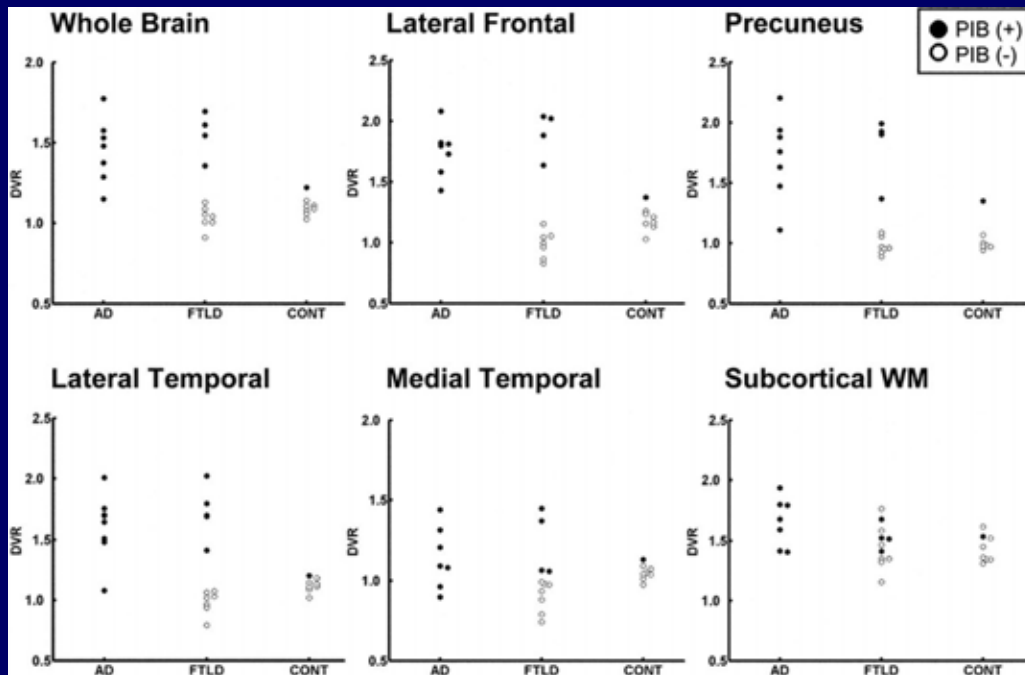 Whole Brain
2.0
1.5
1.0
0.5
DVR
AD FTLD CONT
Lateral Frontal
2.5
2.0
1.5
1.0
0.5
DVR
AD FTLD CONT
Precuneus
2.5
2.0
1.5
1.0
0.5
DVR
AD FTLD CONT
PIB (+)
PIB (-)
Lateral Temporal
2.5
2.0
1.5
1.0
0.5
DVR
AD FTLD CONT
Medial Temporal
2.0
1.5
1.0
0.5
DVR
AD FTLD CONT
Subcortical WM
2.5
2.0
1.5
1.0
0.5
DVR
AD FTLD CONT